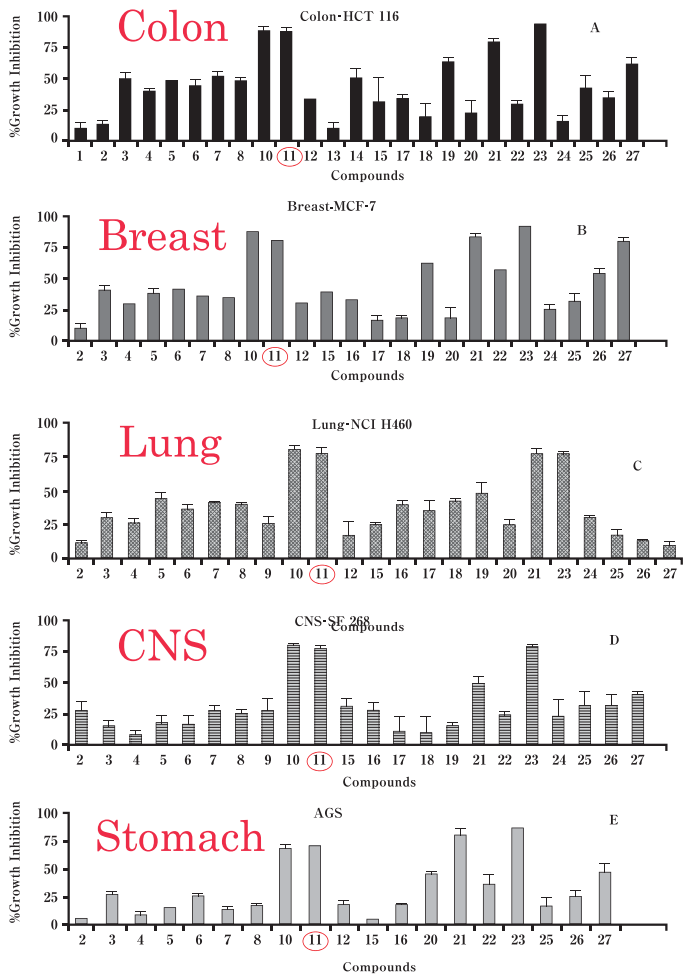 Colon
Colon-HCT 116
A
%Growth Inhibition
100
75
50
25
0
1 2 3 4 5 6 7 8 10 11 12 13 14 15 17 18 19 20 21 22 23 24 25 26 27
Compounds
Breast
Breast-MCF-7
B
%Growth Inhibition
100
75
50
25
0
2 3 4 5 6 7 8 10 11 12 15 16 17 18 19 20 21 22 23 24 25 26 27
Compounds
Lung
Lung-NCI H460
C
%Growth Inhibition
100
75
50
25
0
2 3 4 5 6 7 8 9 10 11 12 15 16 17 18 19 20 21 23 24 25 26 27
Compounds
CNS
CNS-SF 268
D
%Growth Inhibition
100
75
50
25
0
2 3 4 5 6 7 8 9 10 11 15 16 17 18 19 21 22 23 24 25 26 27
Compounds
Stomach
AGS
E
%Growth Inhibition
100
75
50
25
0
2 3 4 5 6 7 8 10 11 12 15 16 20 21 22 23 25 26 27
Compounds